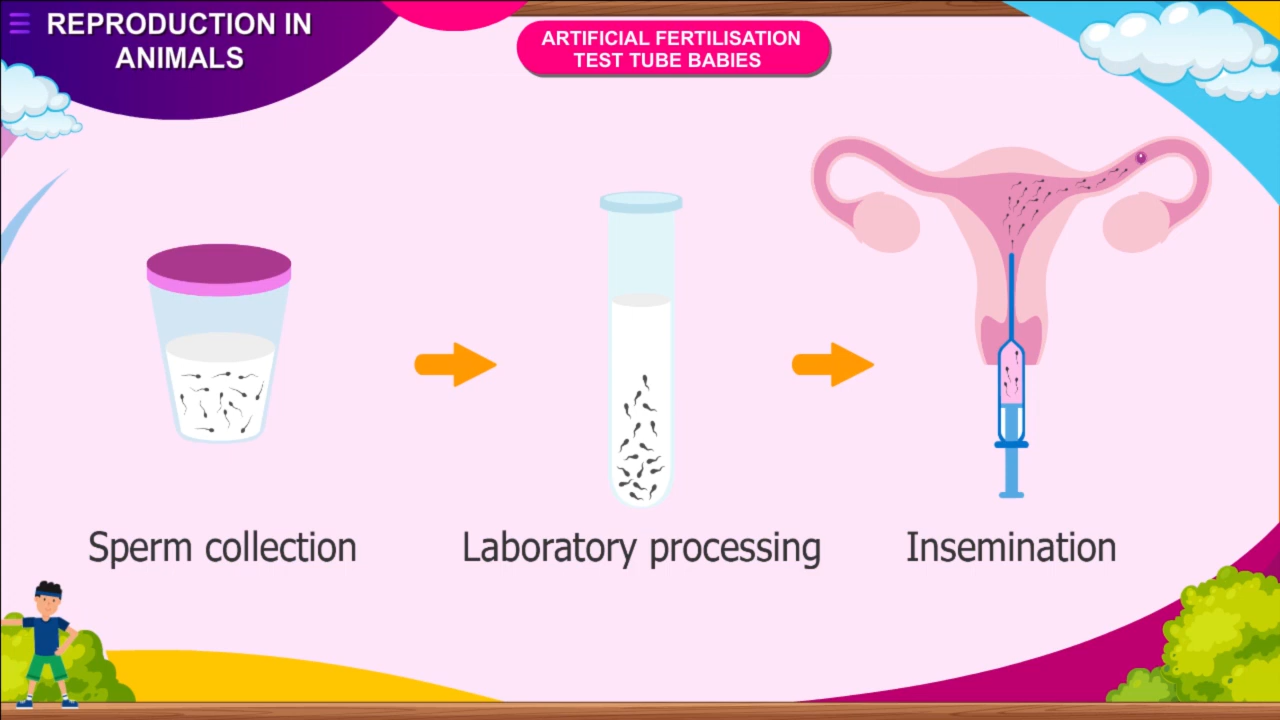 REPRODUCTION IN
ANIMALS
ARTIFICIAL FERTILISATION
TEST TUBE BABIES
Sperm collection
Laboratory processing
Insemination